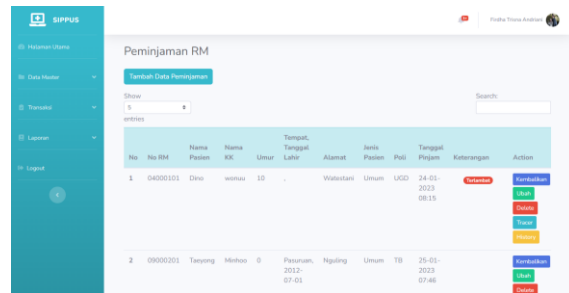 SIPPUS
Firdha Thoria Andriani
Halaman Utama
Data Master
Transaksi
Laporan
Logout
Peminjaman RM
Tambah Data Peminjaman
Show
5
entries
Search:
No No RM Nama Pasien Nama KK Umur Tempat, Tanggal Lahir Alamat Jenis Pasien Poli Tanggal Pinjam Keterangan Action
1 04000101 Dino wonuu 10 , Walestani Umum UGD 24-01-2023 08:15 Terlambat
Kembalikan
Ubah
Delete
Tracer
History
2 09000201 Taeyong Minhoo 0 Pasuruan, 2012-07-01 Nguling Umum TB 25-01-2023 07:46
Kembalikan
Ubah
Delete